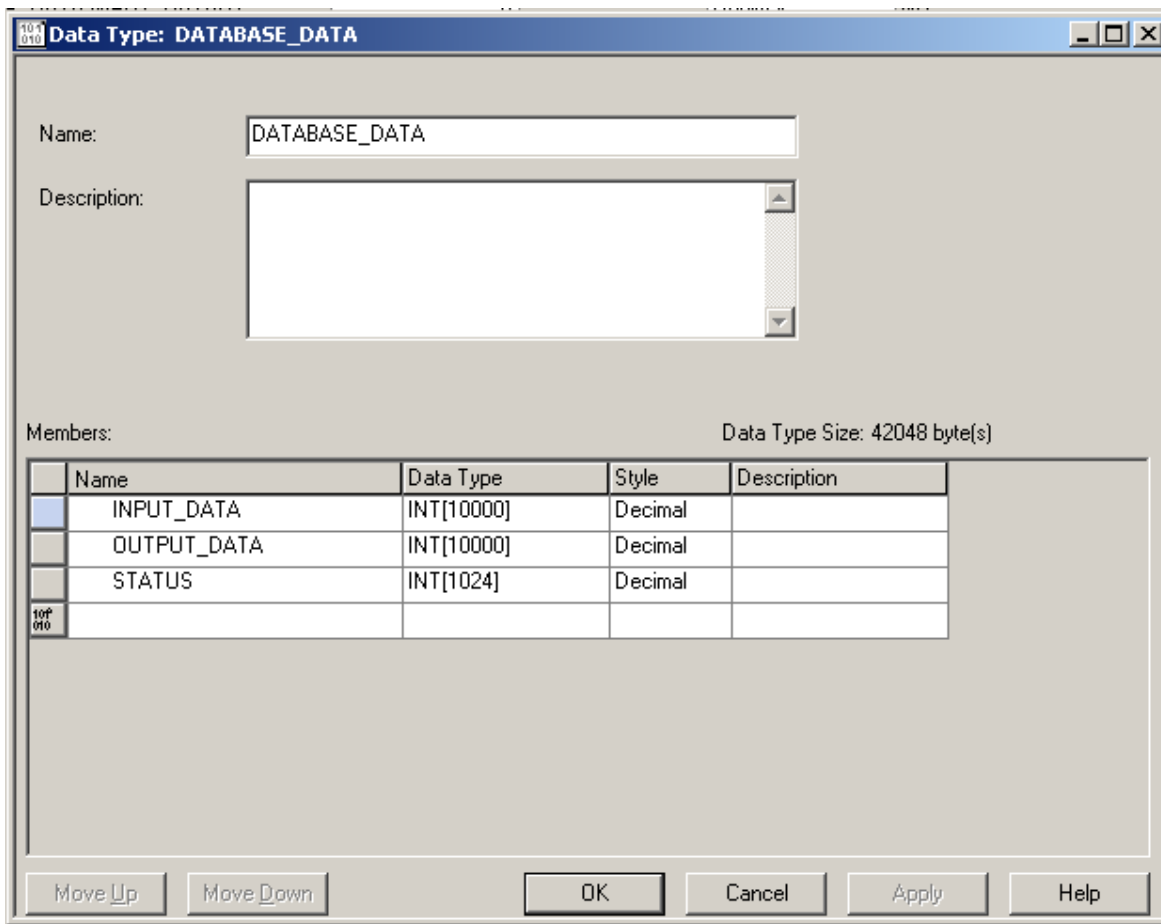 Data Type: DATABASE_DATA
Name: DATABASE_DATA
Description:
Members: Data Type Size: 42048 byte(s)
Name Data Type Style Description
INPUT_DATA INT[10000] Decimal
OUTPUT_DATA INT[10000] Decimal
STATUS INT[1024] Decimal
Move Up Move Down OK Cancel Apply Help